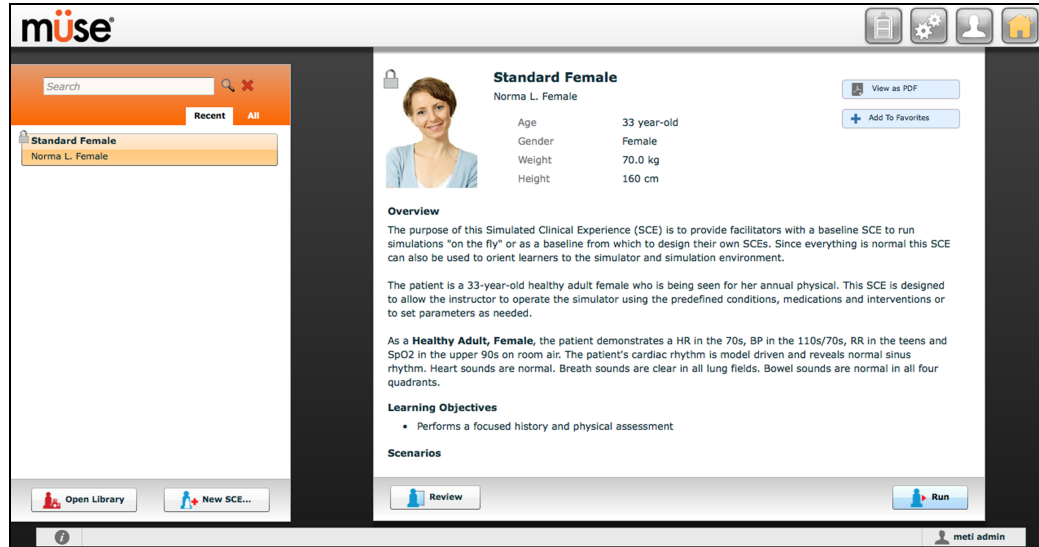 müse
Search
Recent All
Standard Female
Norma L. Female
Open Library New SCE...
Standard Female
Norma L. Female
Age 33 year-old
Gender Female
Weight 70.0 kg
Height 160 cm
View as PDF
Add To Favorites
Overview
The purpose of this Simulated Clinical Experience (SCE) is to provide facilitators with a baseline SCE to run
simulations "on the fly" or as a baseline from which to design their own SCEs. Since everything is normal this SCE
can also be used to orient learners to the simulator and simulation environment.
The patient is a 33-year-old healthy adult female who is being seen for her annual physical. This SCE is designed
to allow the instructor to operate the simulator using the predefined conditions, medications and interventions or
to set parameters as needed.
As a Healthy Adult, Female, the patient demonstrates a HR in the 70s, BP in the 110s/70s, RR in the teens and
SpO2 in the upper 90s on room air. The patient's cardiac rhythm is model driven and reveals normal sinus
rhythm. Heart sounds are normal. Breath sounds are clear in all lung fields. Bowel sounds are normal in all four
quadrants.
Learning Objectives
• Performs a focused history and physical assessment
Scenarios
Review Run
meti admin